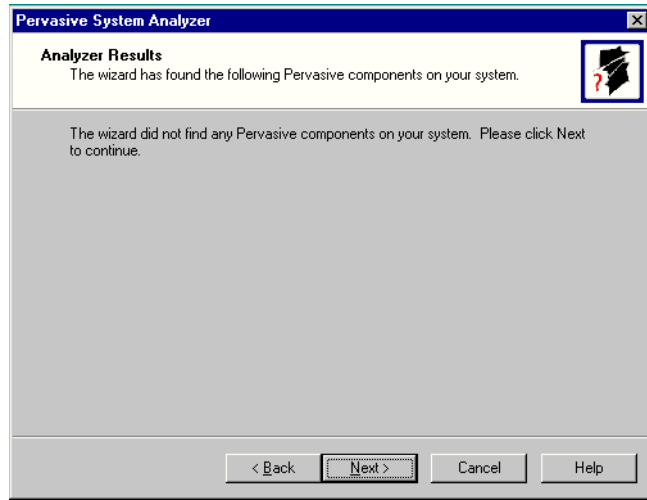 Pervasive System Analyzer
Analyzer Results
The wizard has found the following Pervasive components on your system.
?
The wizard did not find any Pervasive components on your system.  Please click Next
to continue.
< Back Next > Cancel Help